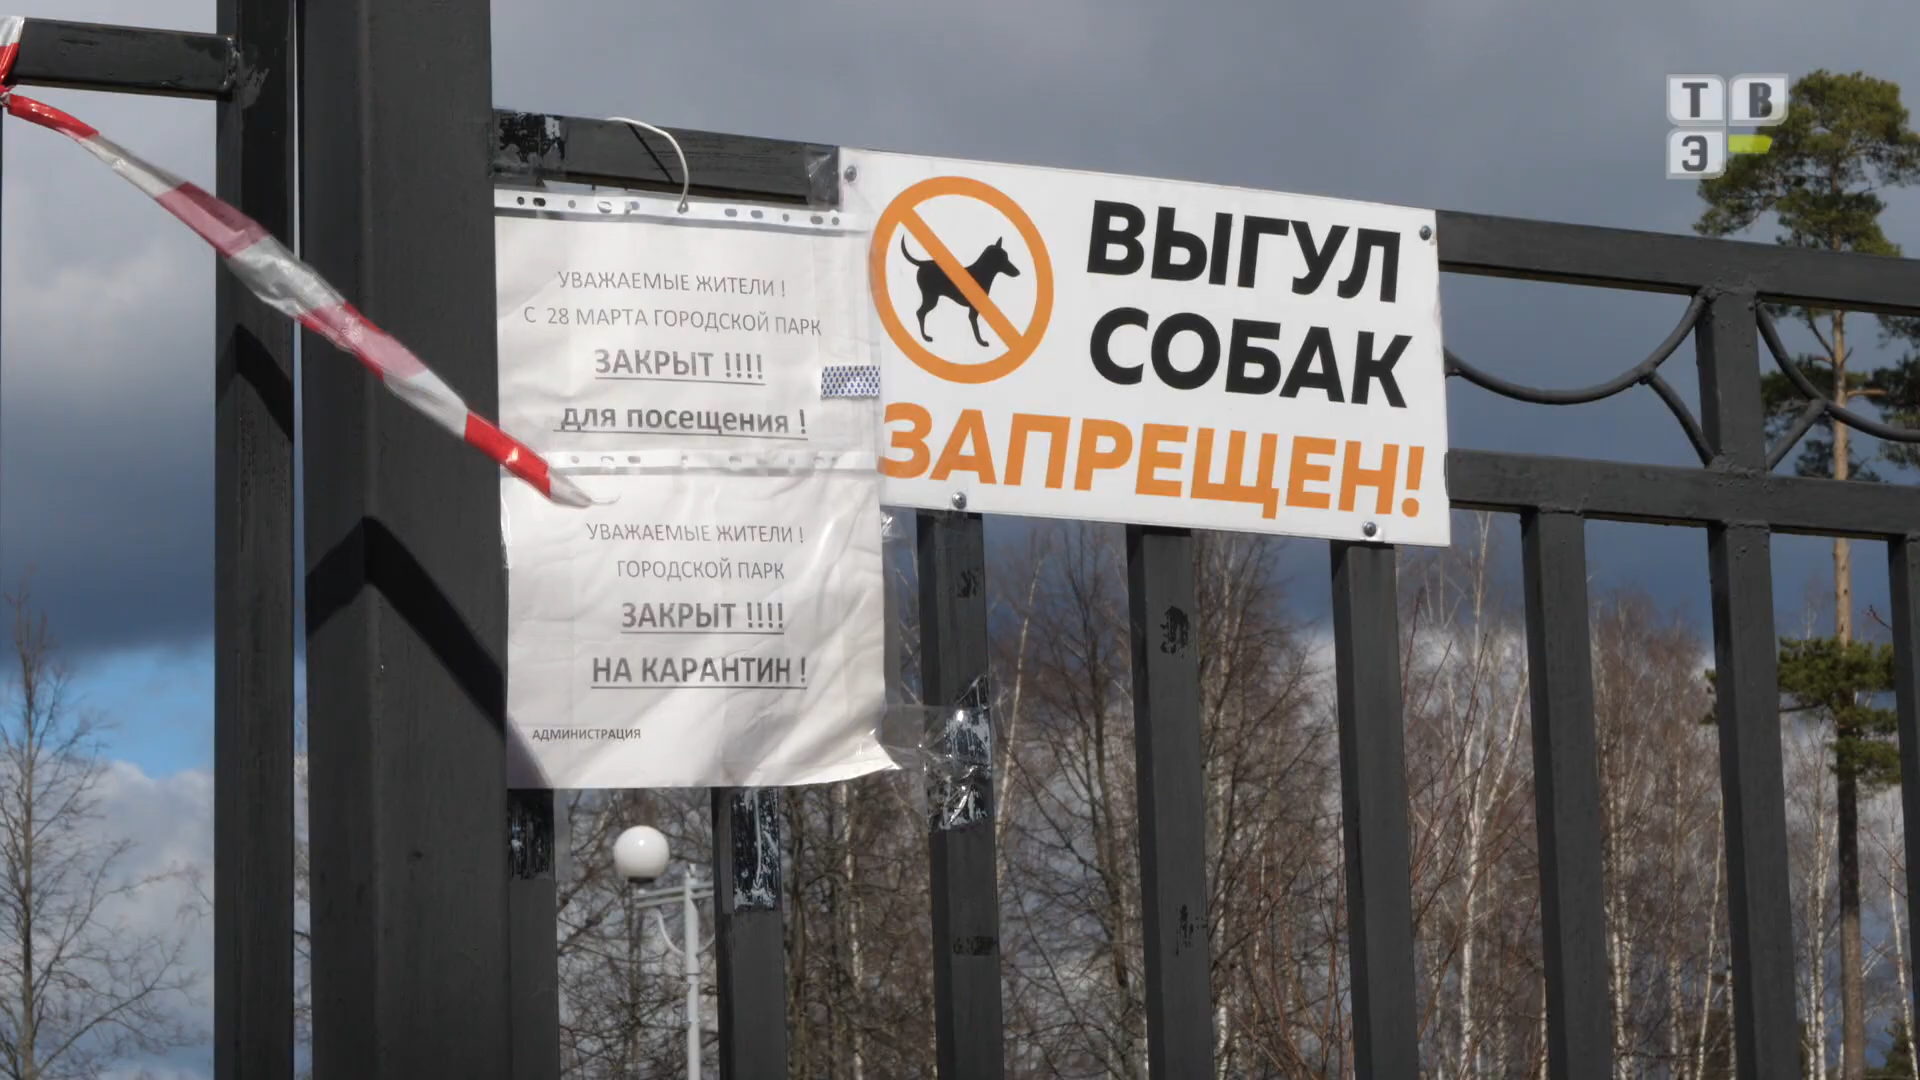 УВАЖАЕМЫЕ ЖИТЕЛИ !
С 28 МАРТА ГОРОДСКОЙ ПАРК
ЗАКРЫТ !!!!
для посещения !
УВАЖАЕМЫЕ ЖИТЕЛИ !
ГОРОДСКОЙ ПАРК
ЗАКРЫТ !!!!
НА КАРАНТИН !
АДМИНИСТРАЦИЯ
ВЫГУЛ
СОБАК
ЗАПРЕЩЕН!
ТВ
Э